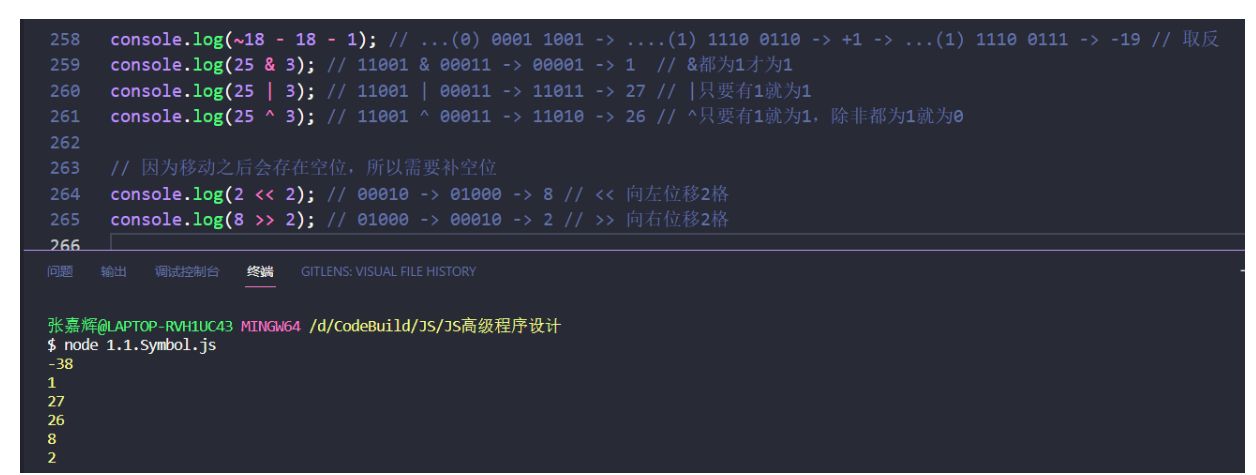 258 console.log(~18 - 18 - 1); // ...(0) 0001 1001 -> ....(1) 1110 0110 -> +1 -> ...(1) 1110 0111 -> -19 // 取反
259 console.log(25 & 3); // 11001 & 00011 -> 00001 -> 1  // &都为1才为1
260 console.log(25 | 3); // 11001 | 00011 -> 11011 -> 27 // |只要有1就为1
261 console.log(25 ^ 3); // 11001 ^ 00011 -> 11010 -> 26 // ^只要有1就为1，除非都为1就为0
262
263 // 因为移动之后会存在空位，所以需要补空位
264 console.log(2 << 2); // 00010 -> 01000 -> 8 // << 向左位移2格
265 console.log(8 >> 2); // 01000 -> 00010 -> 2 // >> 向右位移2格
266
问题 输出 调试控制台 终端 GITLENS: VISUAL FILE HISTORY
张嘉辉@LAPTOP-RVH1UC43 MINGW64 /d/CodeBuild/JS/JS高级程序设计
$ node 1.1.Symbol.js
-38
1
27
26
8
2